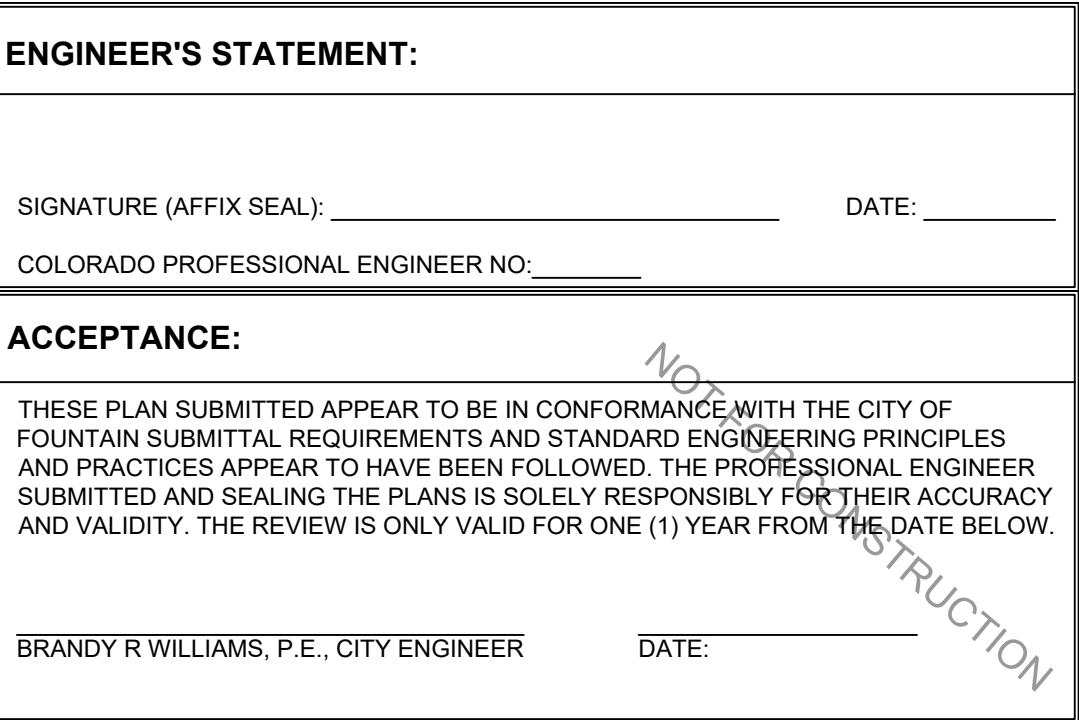 ENGINEER'S STATEMENT:
SIGNATURE (AFFIX SEAL): DATE:
COLORADO PROFESSIONAL ENGINEER NO:
ACCEPTANCE:
THESE PLAN SUBMITTED APPEAR TO BE IN CONFORMANCE WITH THE CITY OF
FOUNTAIN SUBMITTAL REQUIREMENTS AND STANDARD ENGINEERING PRINCIPLES
AND PRACTICES APPEAR TO HAVE BEEN FOLLOWED. THE PROFESSIONAL ENGINEER
SUBMITTED AND SEALING THE PLANS IS SOLELY RESPONSIBLY FOR THEIR ACCURACY
AND VALIDITY. THE REVIEW IS ONLY VALID FOR ONE (1) YEAR FROM THE DATE BELOW.
BRANDY R WILLIAMS, P.E., CITY ENGINEER DATE:
NOT FOR CONSTRUCTION